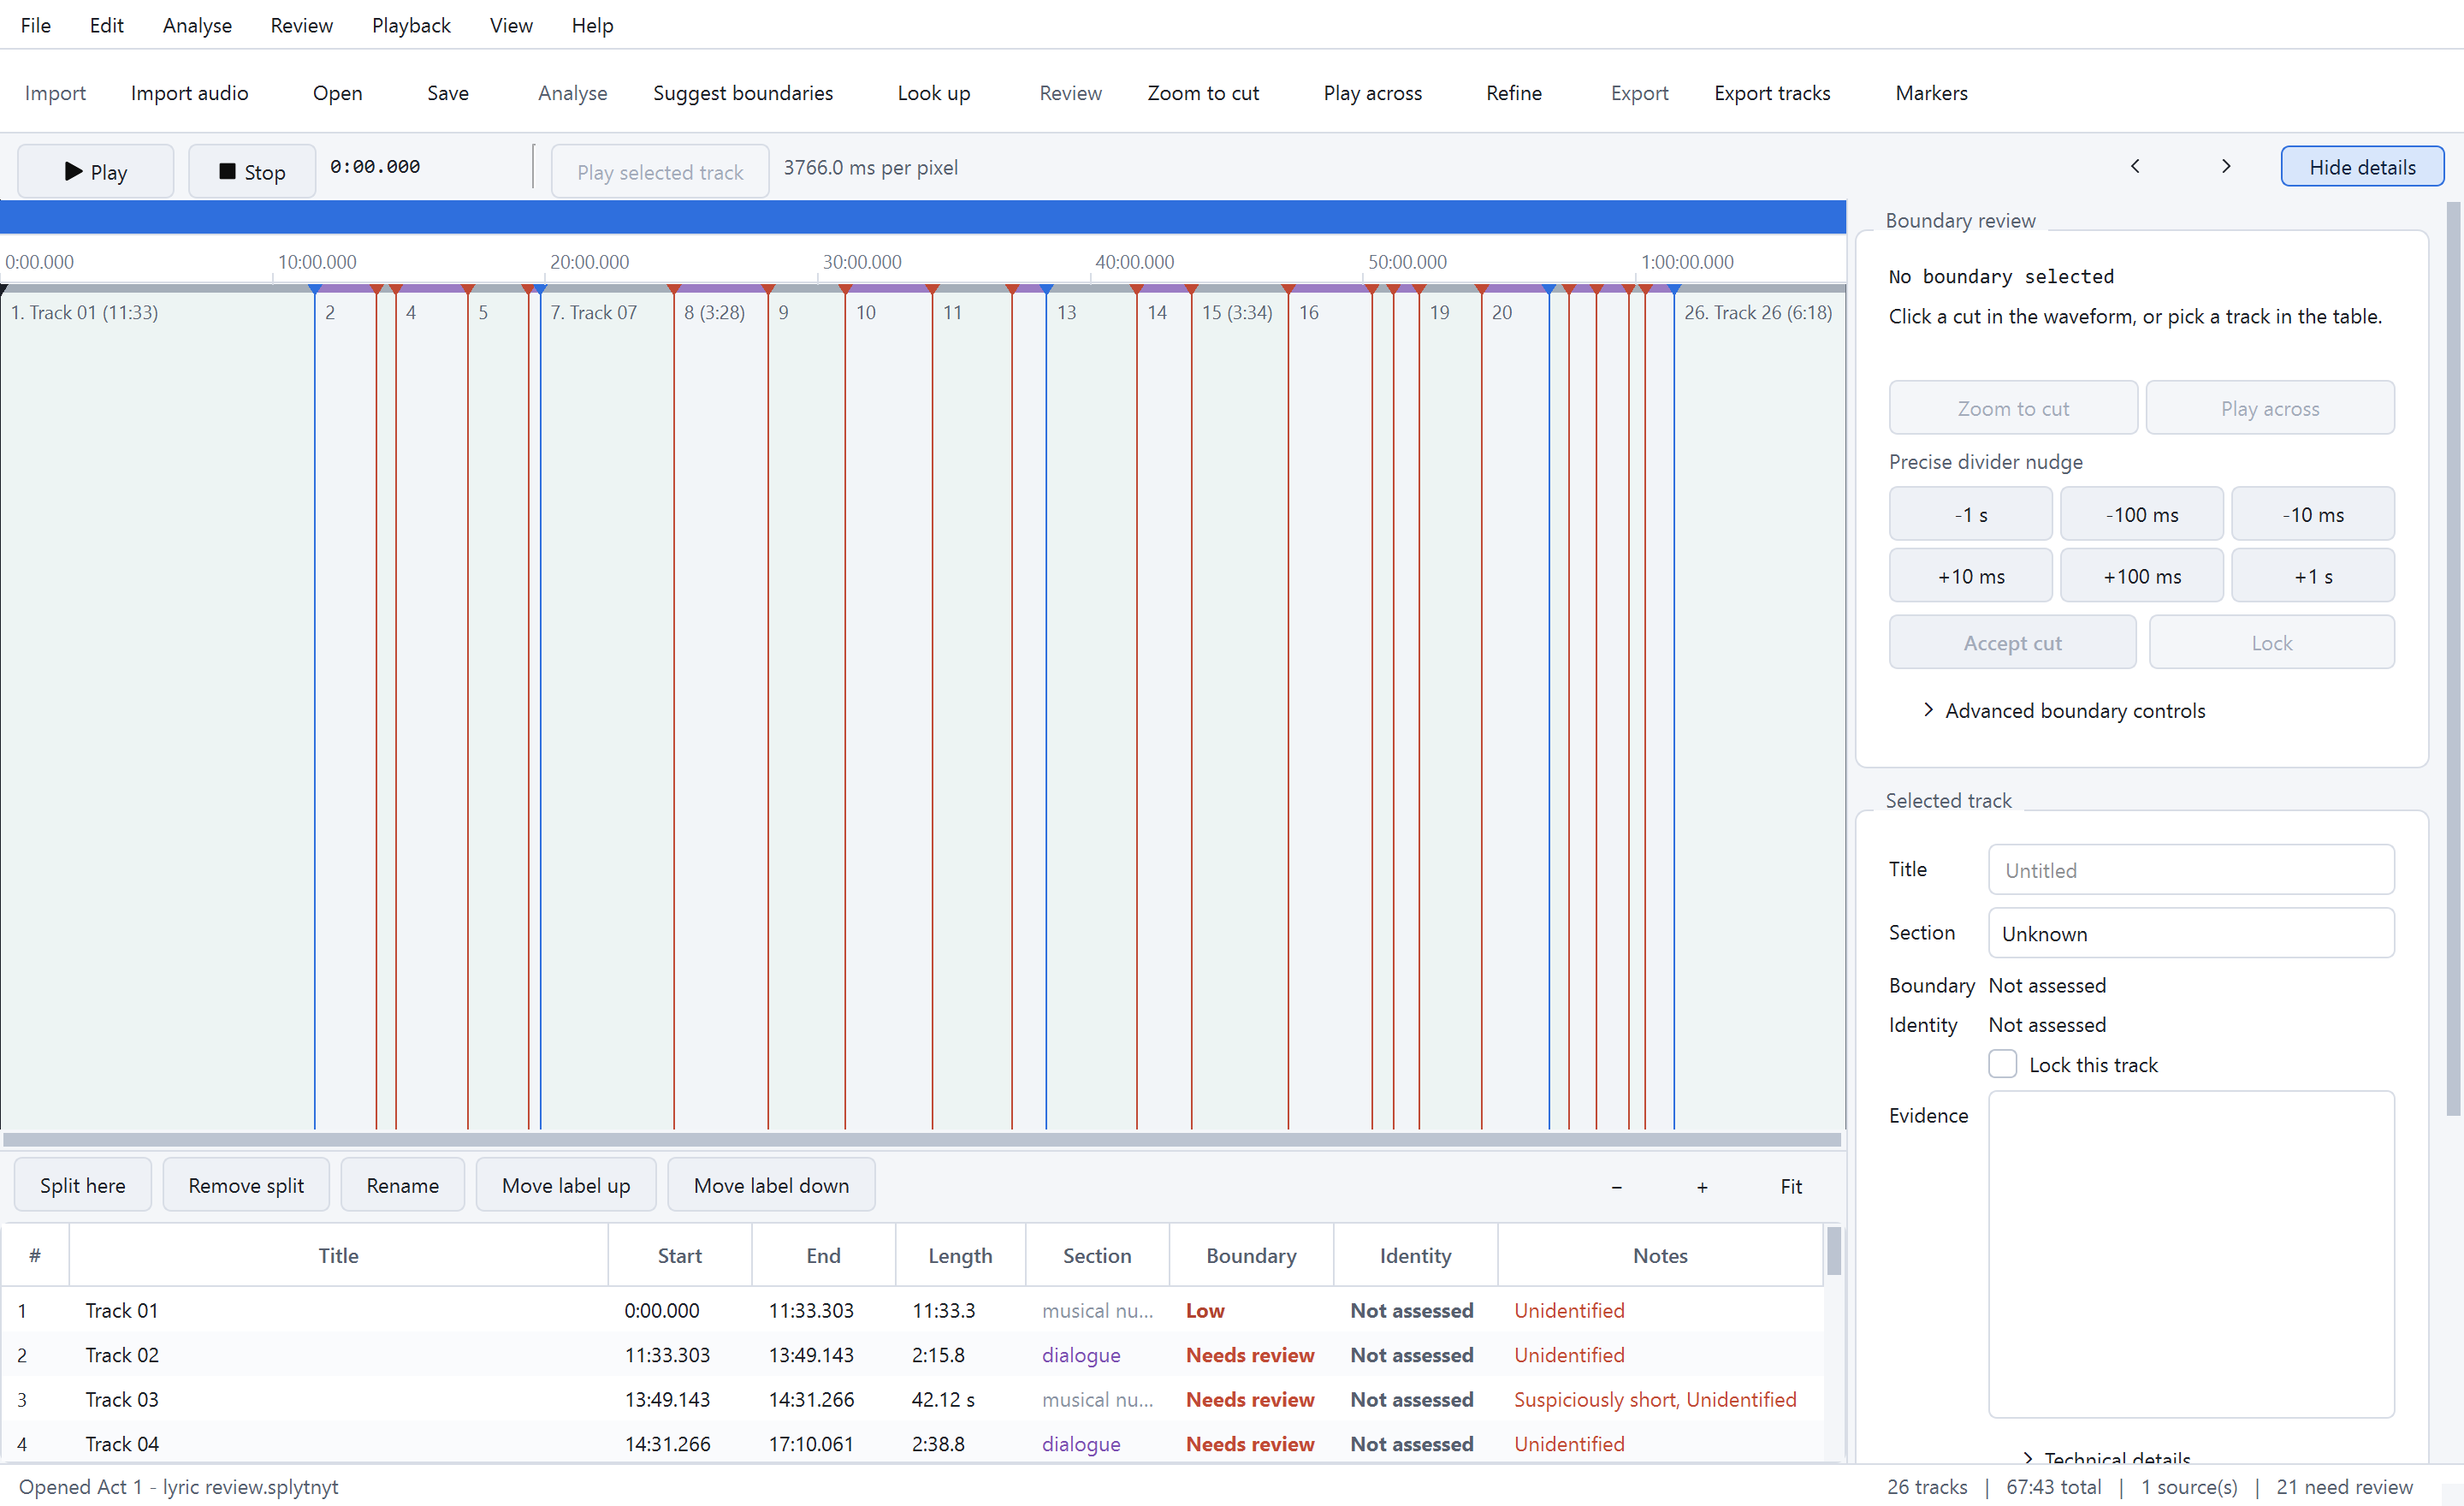 File Edit Analyse Review Playback View Help
Import Import audio Open Save Analyse Suggest boundaries Look up Review Zoom to cut Play across Refine Export Export tracks Markers
Play Stop 0:00.000 Play selected track 3766.0 ms per pixel < > Hide details
0:00.000 10:00.000 20:00.000 30:00.000 40:00.000 50:00.000 1:00:00.000
1. Track 01 (11:33) 2 4 5 7. Track 07 8 (3:28) 9 10 11 13 14 15 (3:34) 16 19 20 26. Track 26 (6:18)
Boundary review
No boundary selected
Click a cut in the waveform, or pick a track in the table.
Zoom to cut Play across
Precise divider nudge
-1 s -100 ms -10 ms
+10 ms +100 ms +1 s
Accept cut Lock
> Advanced boundary controls
Selected track
Title Untitled
Section Unknown
Boundary Not assessed
Identity Not assessed
Lock this track
Evidence
> Technical details
Split here Remove split Rename Move label up Move label down − + Fit
# Title Start End Length Section Boundary Identity Notes
1 Track 01 0:00.000 11:33.303 11:33.3 musical nu... Low Not assessed Unidentified
2 Track 02 11:33.303 13:49.143 2:15.8 dialogue Needs review Not assessed Unidentified
3 Track 03 13:49.143 14:31.266 42.12 s musical nu... Needs review Not assessed Suspiciously short, Unidentified
4 Track 04 14:31.266 17:10.061 2:38.8 dialogue Needs review Not assessed Unidentified
Opened Act 1 - lyric review.splytnyt 26 tracks | 67:43 total | 1 source(s) | 21 need review